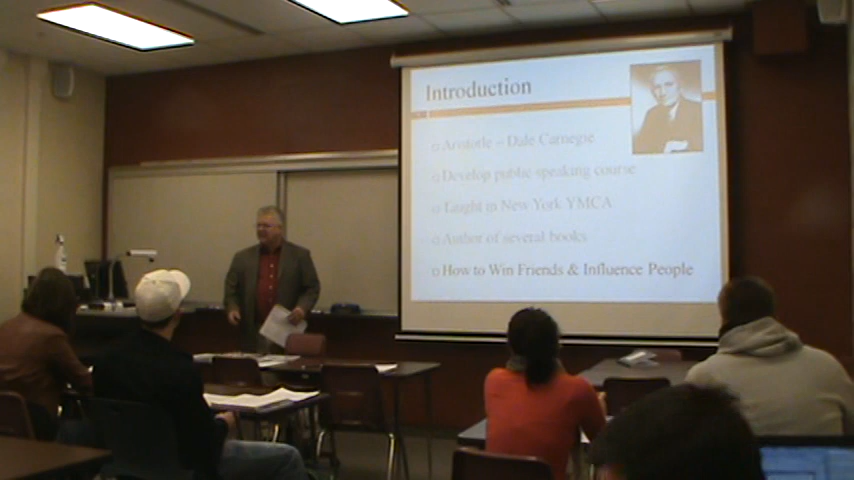 Introduction
Aristotle – Dale Carnegie
Develop public speaking course
Taught in New York YMCA
Author of several books
How to Win Friends & Influence People